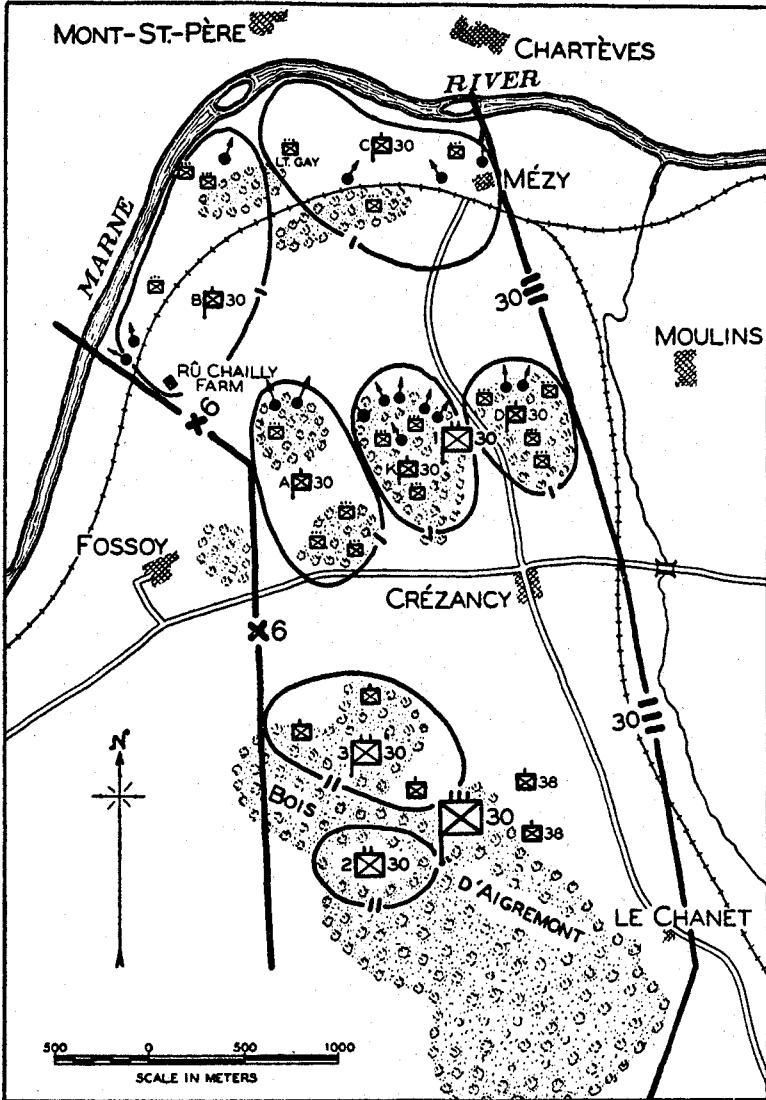 MONT-ST.-PÈRE
CHARTÈVES
RIVER
C 30
LT. GAY
MÉZY
MARNE
B 30
30
MOULINS
RÛ CHAILLY
FARM
6
D 30
1 30
K 30
A 30
FOSSOY
CRÉZANCY
6
30
3 30
N
BOIS
38
30
38
2 30
D'AIGREMONT
LE CHANET
500 0 500 1000
SCALE IN METERS